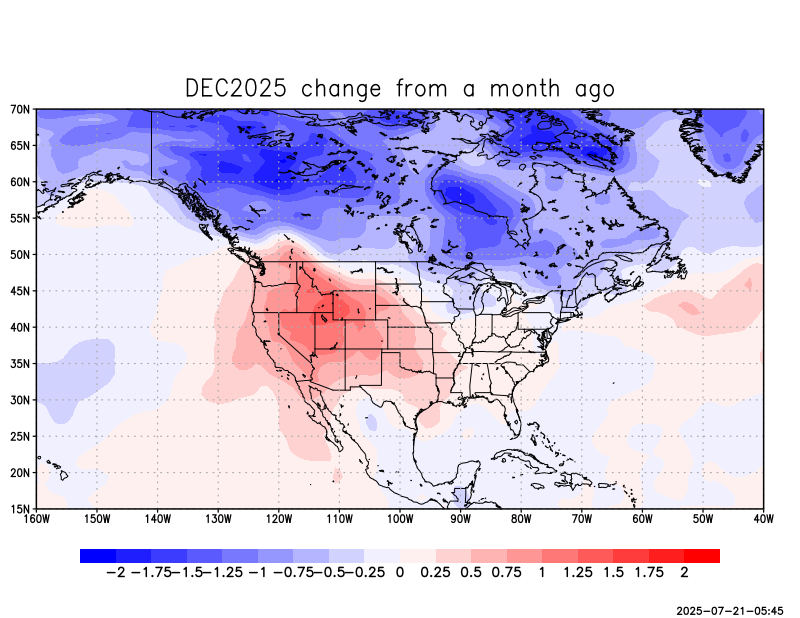 DEC2025 change from a month ago
70N
65N
60N
55N
50N
45N
40N
35N
30N
25N
20N
15N
160W 150W 140W 130W 120W 110W 100W 90W 80W 70W 60W 50W 40W
−2 −1.75 −1.5 −1.25 −1 −0.75 −0.5 −0.25 0 0.25 0.5 0.75 1 1.25 1.5 1.75 2
2025-07-21-05:45